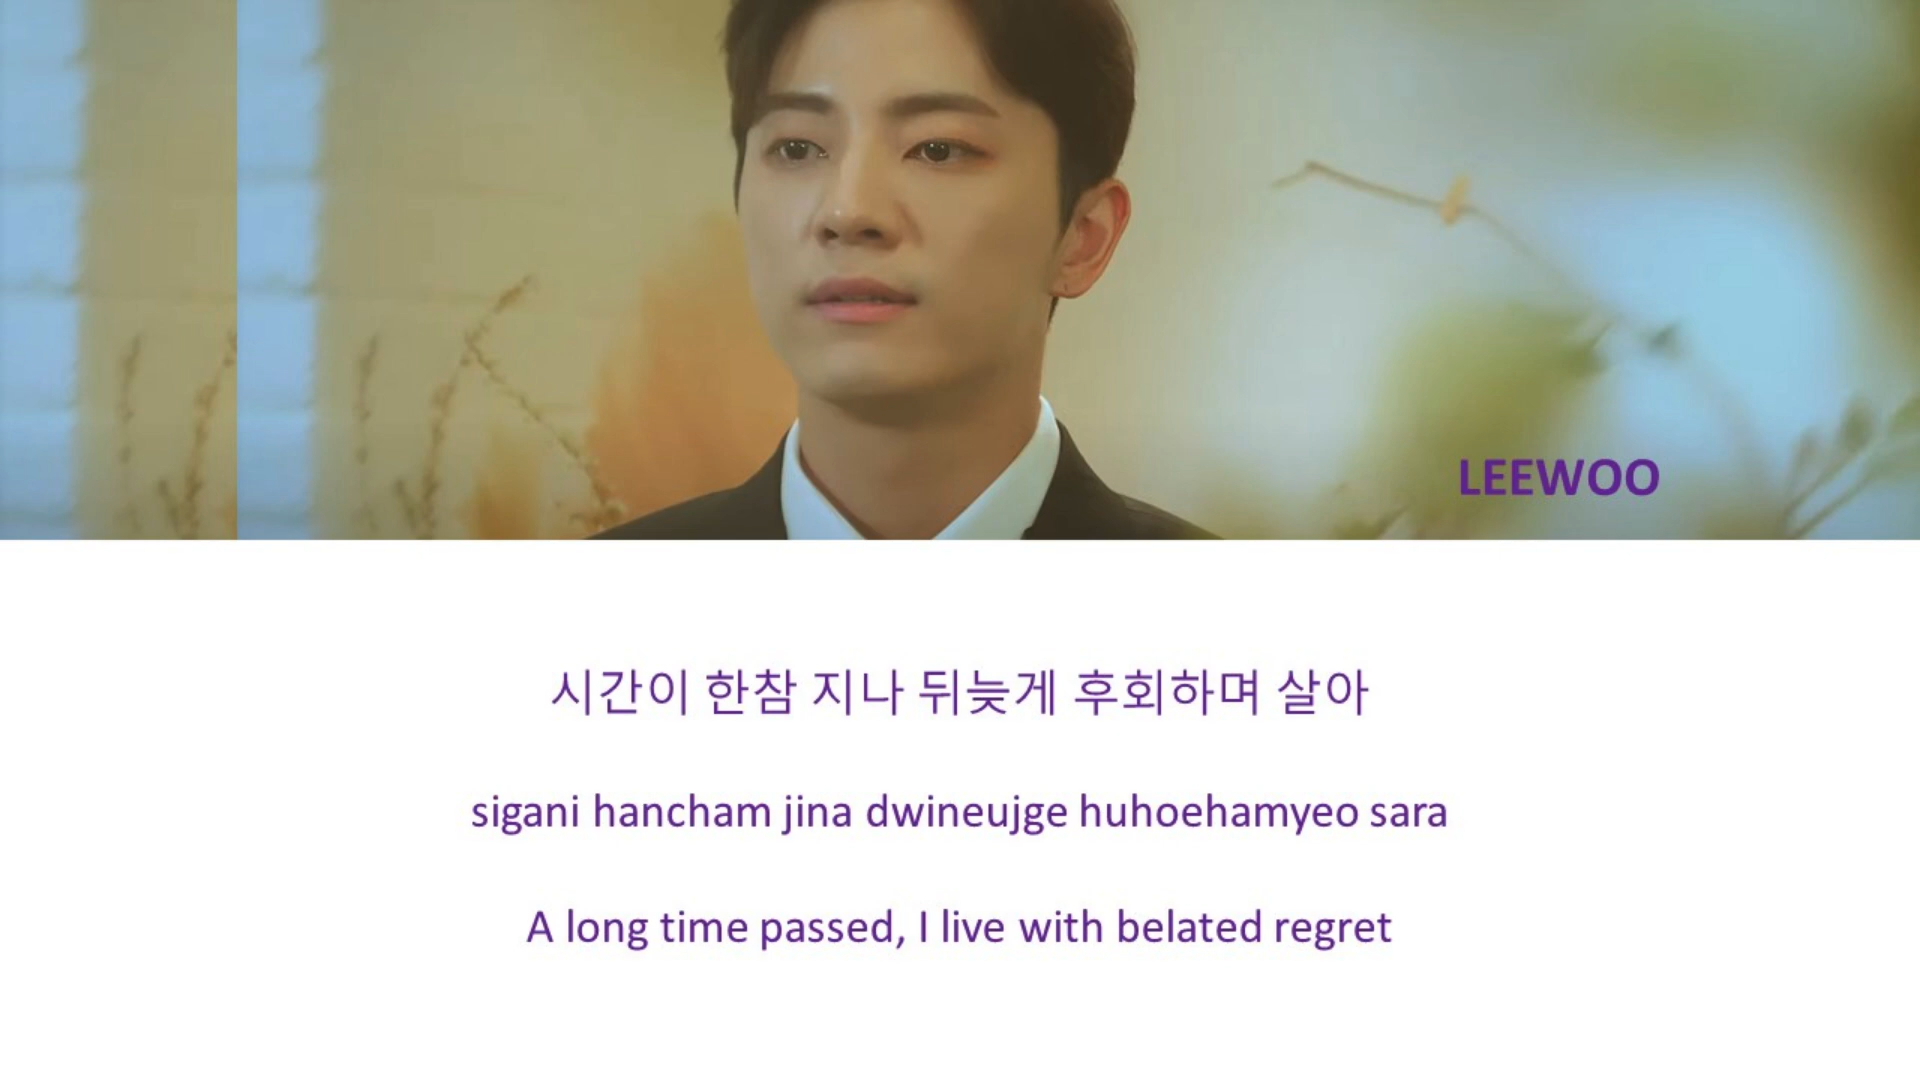 LEEWOO
시간이 한참 지나 뒤늦게 후회하며 살아
sigani hancham jina dwineujge huhoehamyeo sara
A long time passed, I live with belated regret